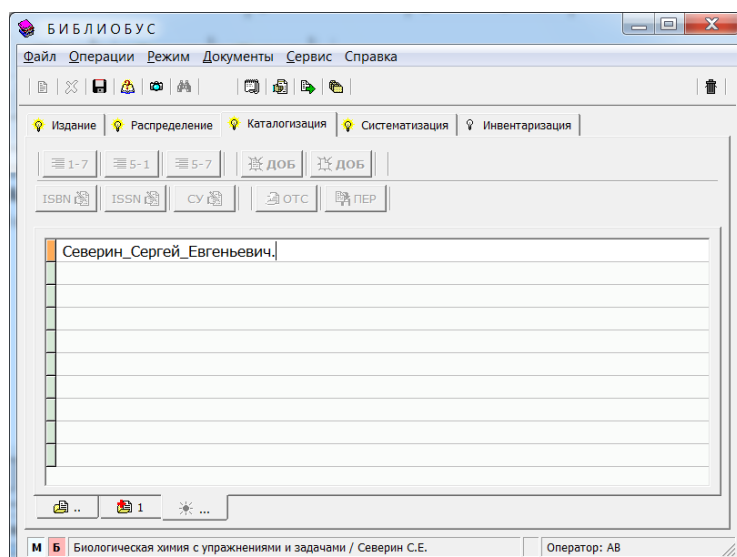 БИБЛИОБУС
Файл Операции Режим Документы Сервис Справка
Издание Распределение Каталогизация Систематизация Инвентаризация
1-7 5-1 5-7 ДОБ ДОБ
ISBN ISSN СУ ОТС ПЕР
Северин_Сергей_Евгеньевич.
.. 1 ...
М Б Биологическая химия с упражнениями и задачами / Северин С.Е. Оператор: АВ